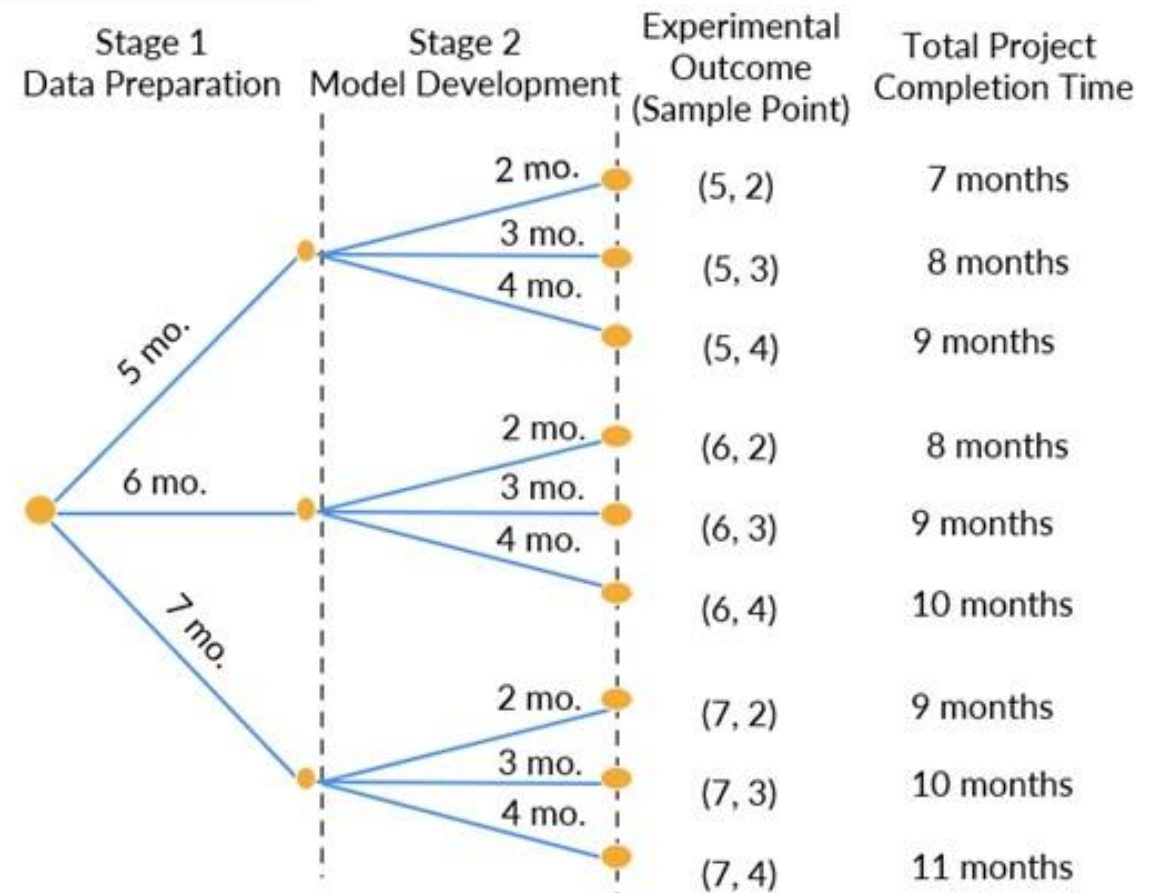 Stage 1
Data Preparation
Stage 2
Model Development
Experimental
Outcome
(Sample Point)
Total Project
Completion Time
2 mo.
(5, 2)
7 months
3 mo.
(5, 3)
8 months
4 mo.
(5, 4)
9 months
5 mo.
2 mo.
(6, 2)
8 months
6 mo.
3 mo.
(6, 3)
9 months
4 mo.
(6, 4)
10 months
7 mo.
2 mo.
(7, 2)
9 months
3 mo.
(7, 3)
10 months
4 mo.
(7, 4)
11 months